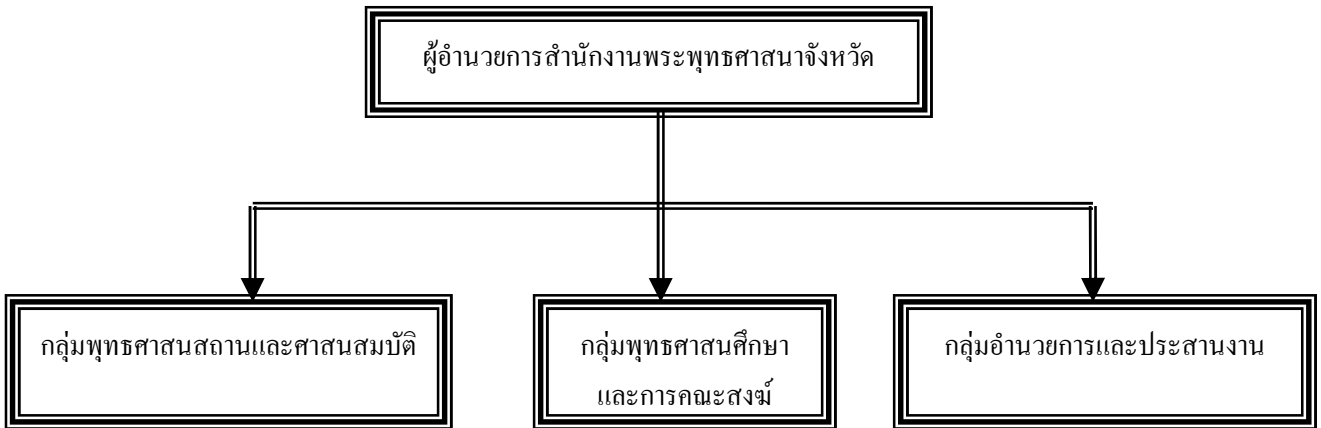 ผู้อำนวยการสำนักงานพระพุทธศาสนาจังหวัด
กลุ่มพุทธศาสนสถานและศาสนสมบัติ
กลุ่มพุทธศาสนศึกษา
และการคณะสงฆ์
กลุ่มอำนวยการและประสานงาน